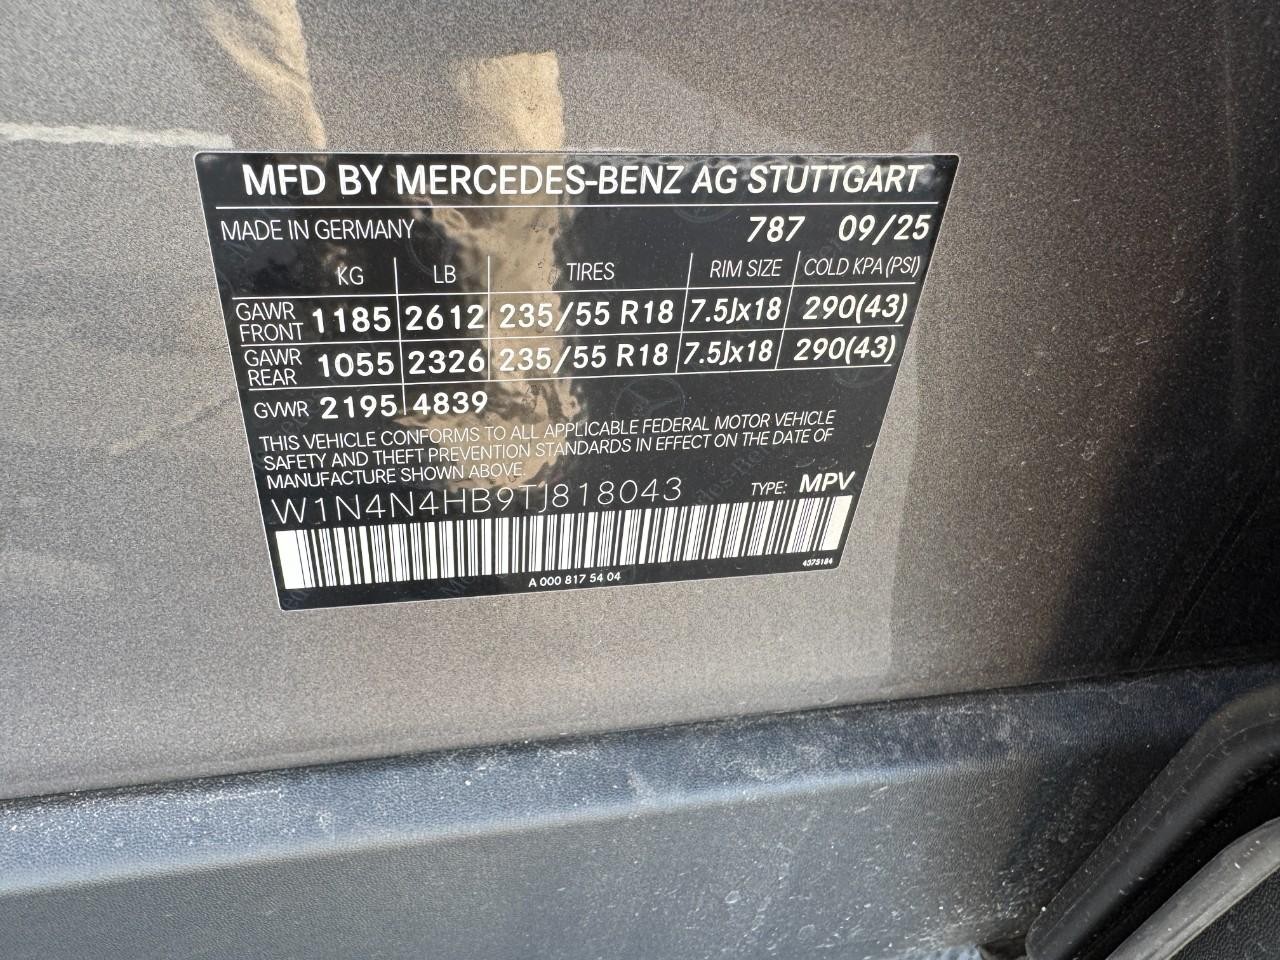 MFD BY MERCEDES-BENZ AG STUTTGART
MADE IN GERMANY 787 09/25
KG LB TIRES RIM SIZE COLD KPA (PSI)
GAWR FRONT 1185 2612 235/55 R18 7.5Jx18 290(43)
GAWR REAR 1055 2326 235/55 R18 7.5Jx18 290(43)
GVWR 2195 4839
THIS VEHICLE CONFORMS TO ALL APPLICABLE FEDERAL MOTOR VEHICLE
SAFETY AND THEFT PREVENTION STANDARDS IN EFFECT ON THE DATE OF
MANUFACTURE SHOWN ABOVE.
W1N4N4HB9TJ818043 TYPE: MPV
A 000 817 54 04 4375184